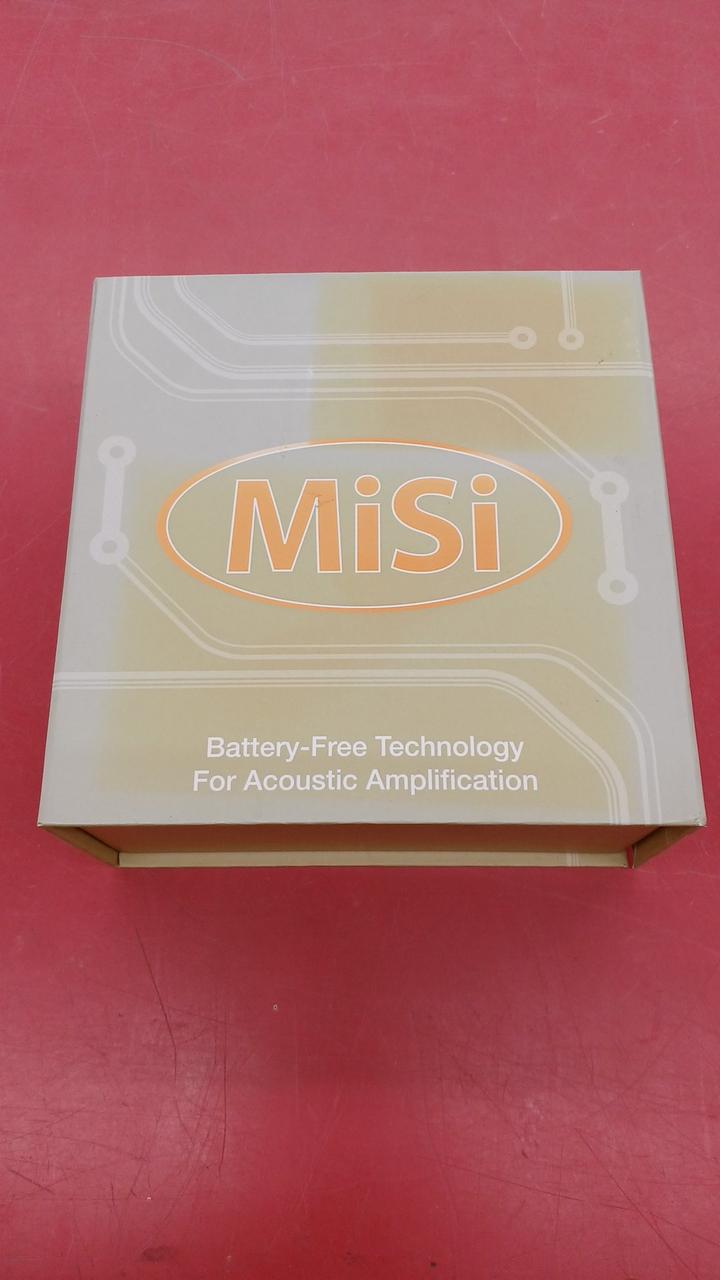 MiSi
Battery-Free Technology
For Acoustic Amplification